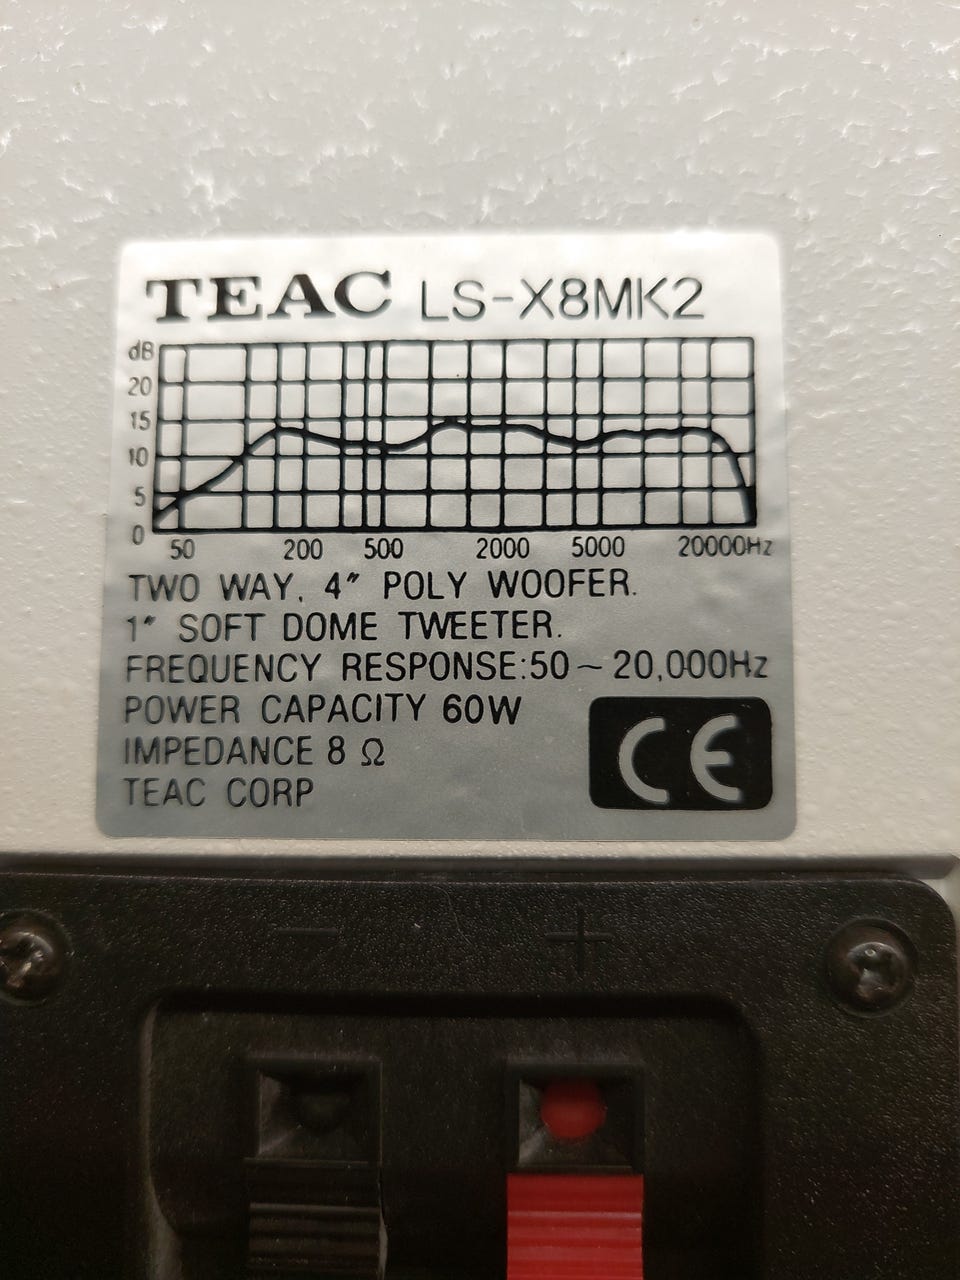 TEAC LS-X8MK2
dB
20
15
10
5
0
50 200 500 2000 5000 20000Hz
TWO WAY, 4" POLY WOOFER.
1" SOFT DOME TWEETER.
FREQUENCY RESPONSE:50~20,000Hz
POWER CAPACITY 60W
IMPEDANCE 8 Ω
TEAC CORP
CE
− +